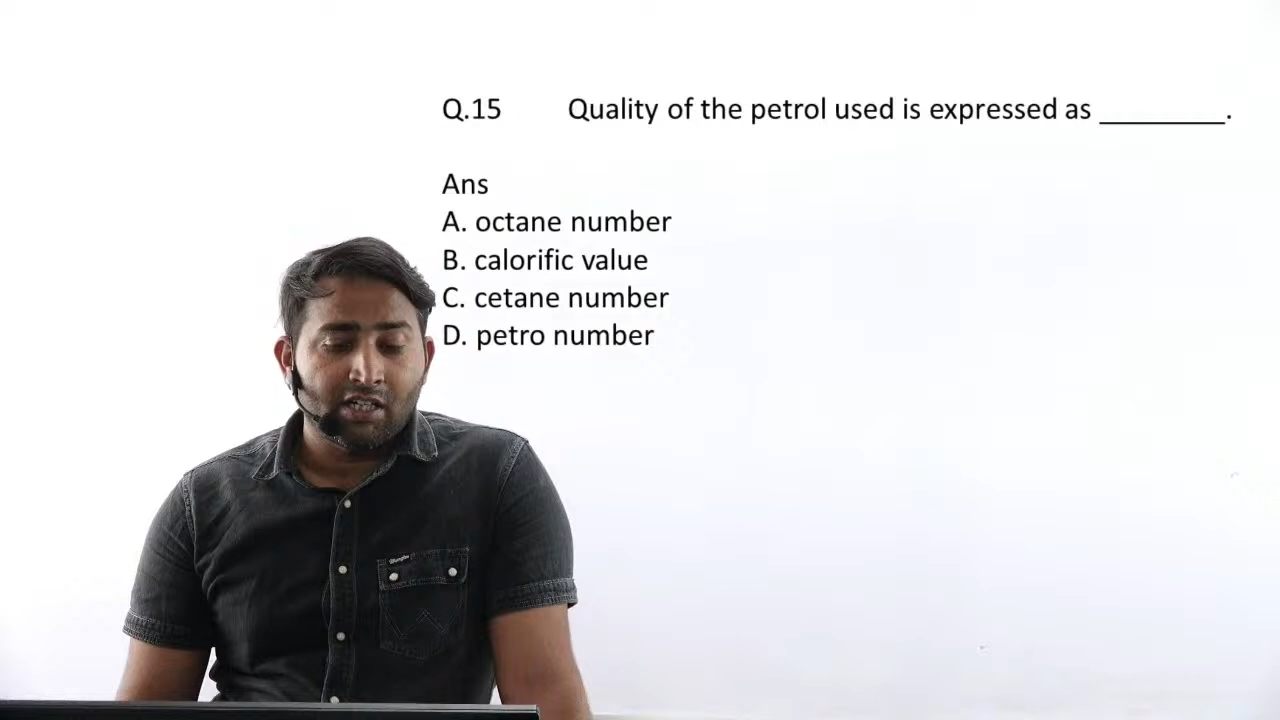 Q.15 Quality of the petrol used is expressed as _________.
Ans
A. octane number
B. calorific value
C. cetane number
D. petro number
Wrangler